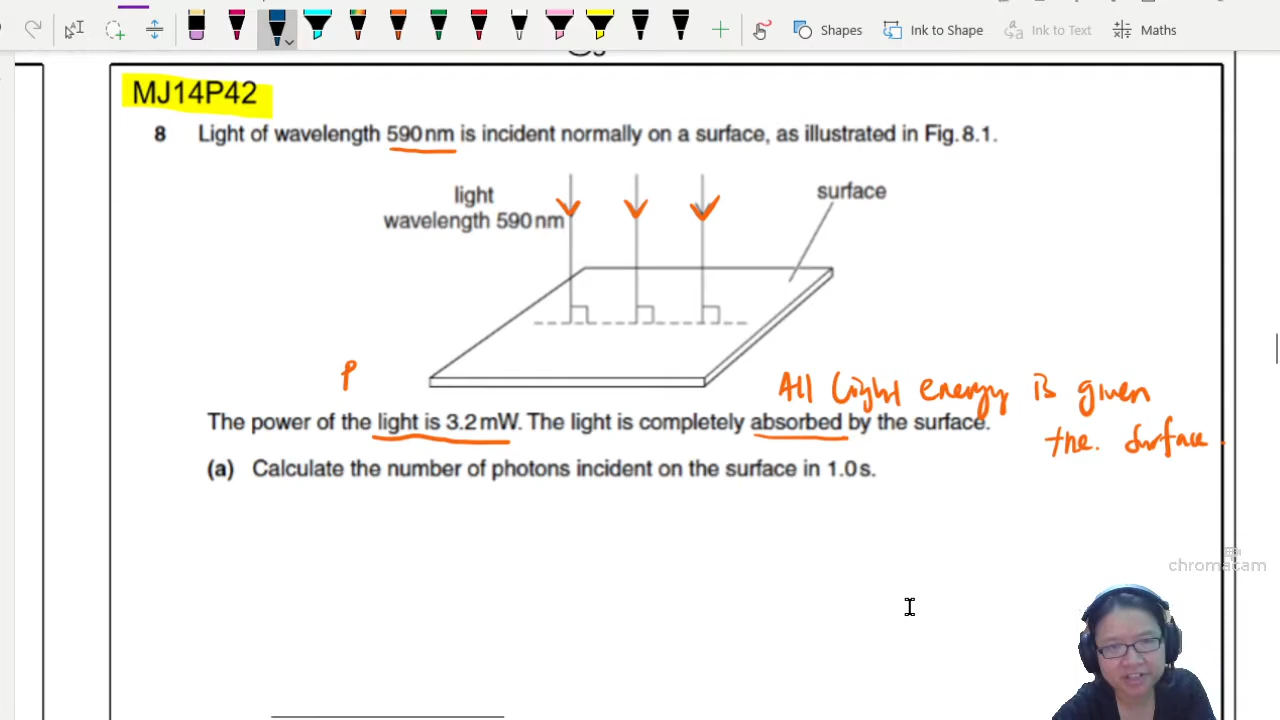 Shapes
Ink to Shape
Ink to Text
Maths
MJ14P42
8 Light of wavelength 590 nm is incident normally on a surface, as illustrated in Fig. 8.1.
light
wavelength 590 nm
surface
P
All light energy is given
the. surface.
The power of the light is 3.2 mW. The light is completely absorbed by the surface.
(a) Calculate the number of photons incident on the surface in 1.0 s.
chromacam